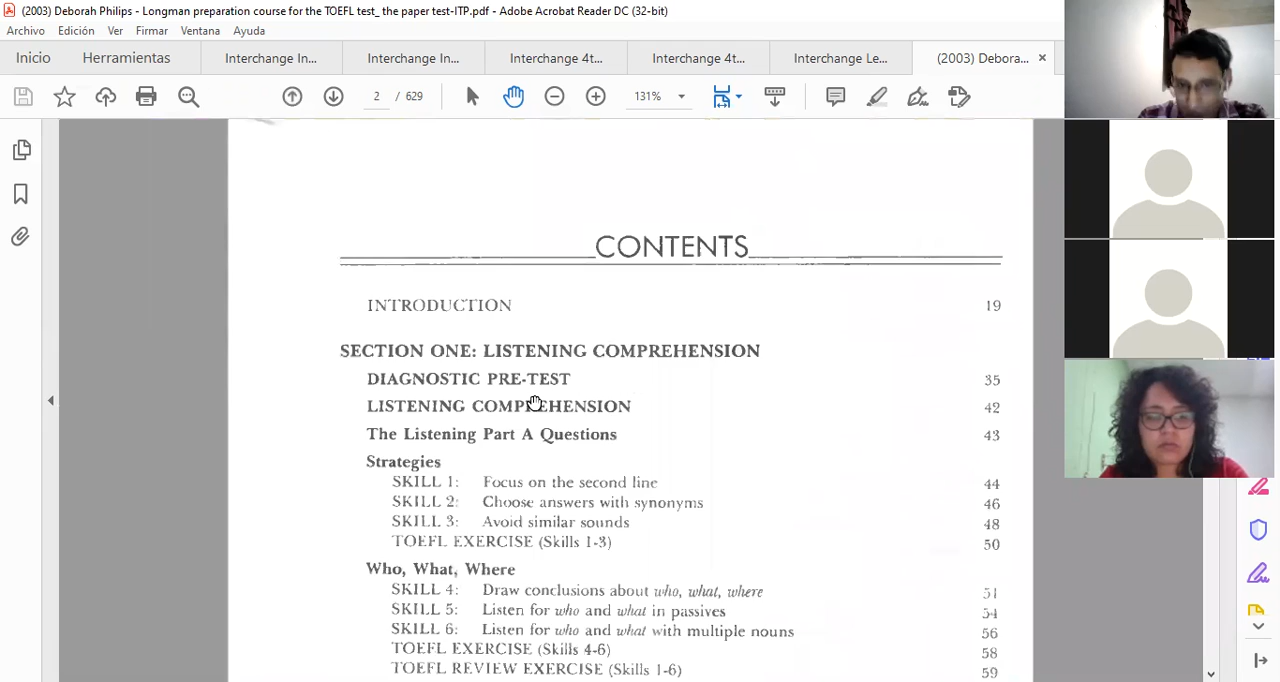 (2003) Deborah Philips - Longman preparation course for the TOEFL test_ the paper test-ITP.pdf - Adobe Acrobat Reader DC (32-bit)
Archivo Edición Ver Firmar Ventana Ayuda
Inicio Herramientas Interchange In... Interchange In... Interchange 4t... Interchange 4t... Interchange Le... (2003) Debora... ×
2 / 629 131%
CONTENTS
INTRODUCTION 19
SECTION ONE: LISTENING COMPREHENSION
DIAGNOSTIC PRE-TEST 35
LISTENING COMPREHENSION 42
The Listening Part A Questions 43
Strategies
SKILL 1: Focus on the second line 44
SKILL 2: Choose answers with synonyms 46
SKILL 3: Avoid similar sounds 48
TOEFL EXERCISE (Skills 1-3) 50
Who, What, Where
SKILL 4: Draw conclusions about who, what, where 51
SKILL 5: Listen for who and what in passives 54
SKILL 6: Listen for who and what with multiple nouns 56
TOEFL EXERCISE (Skills 4-6) 58
TOEFL REVIEW EXERCISE (Skills 1-6) 59